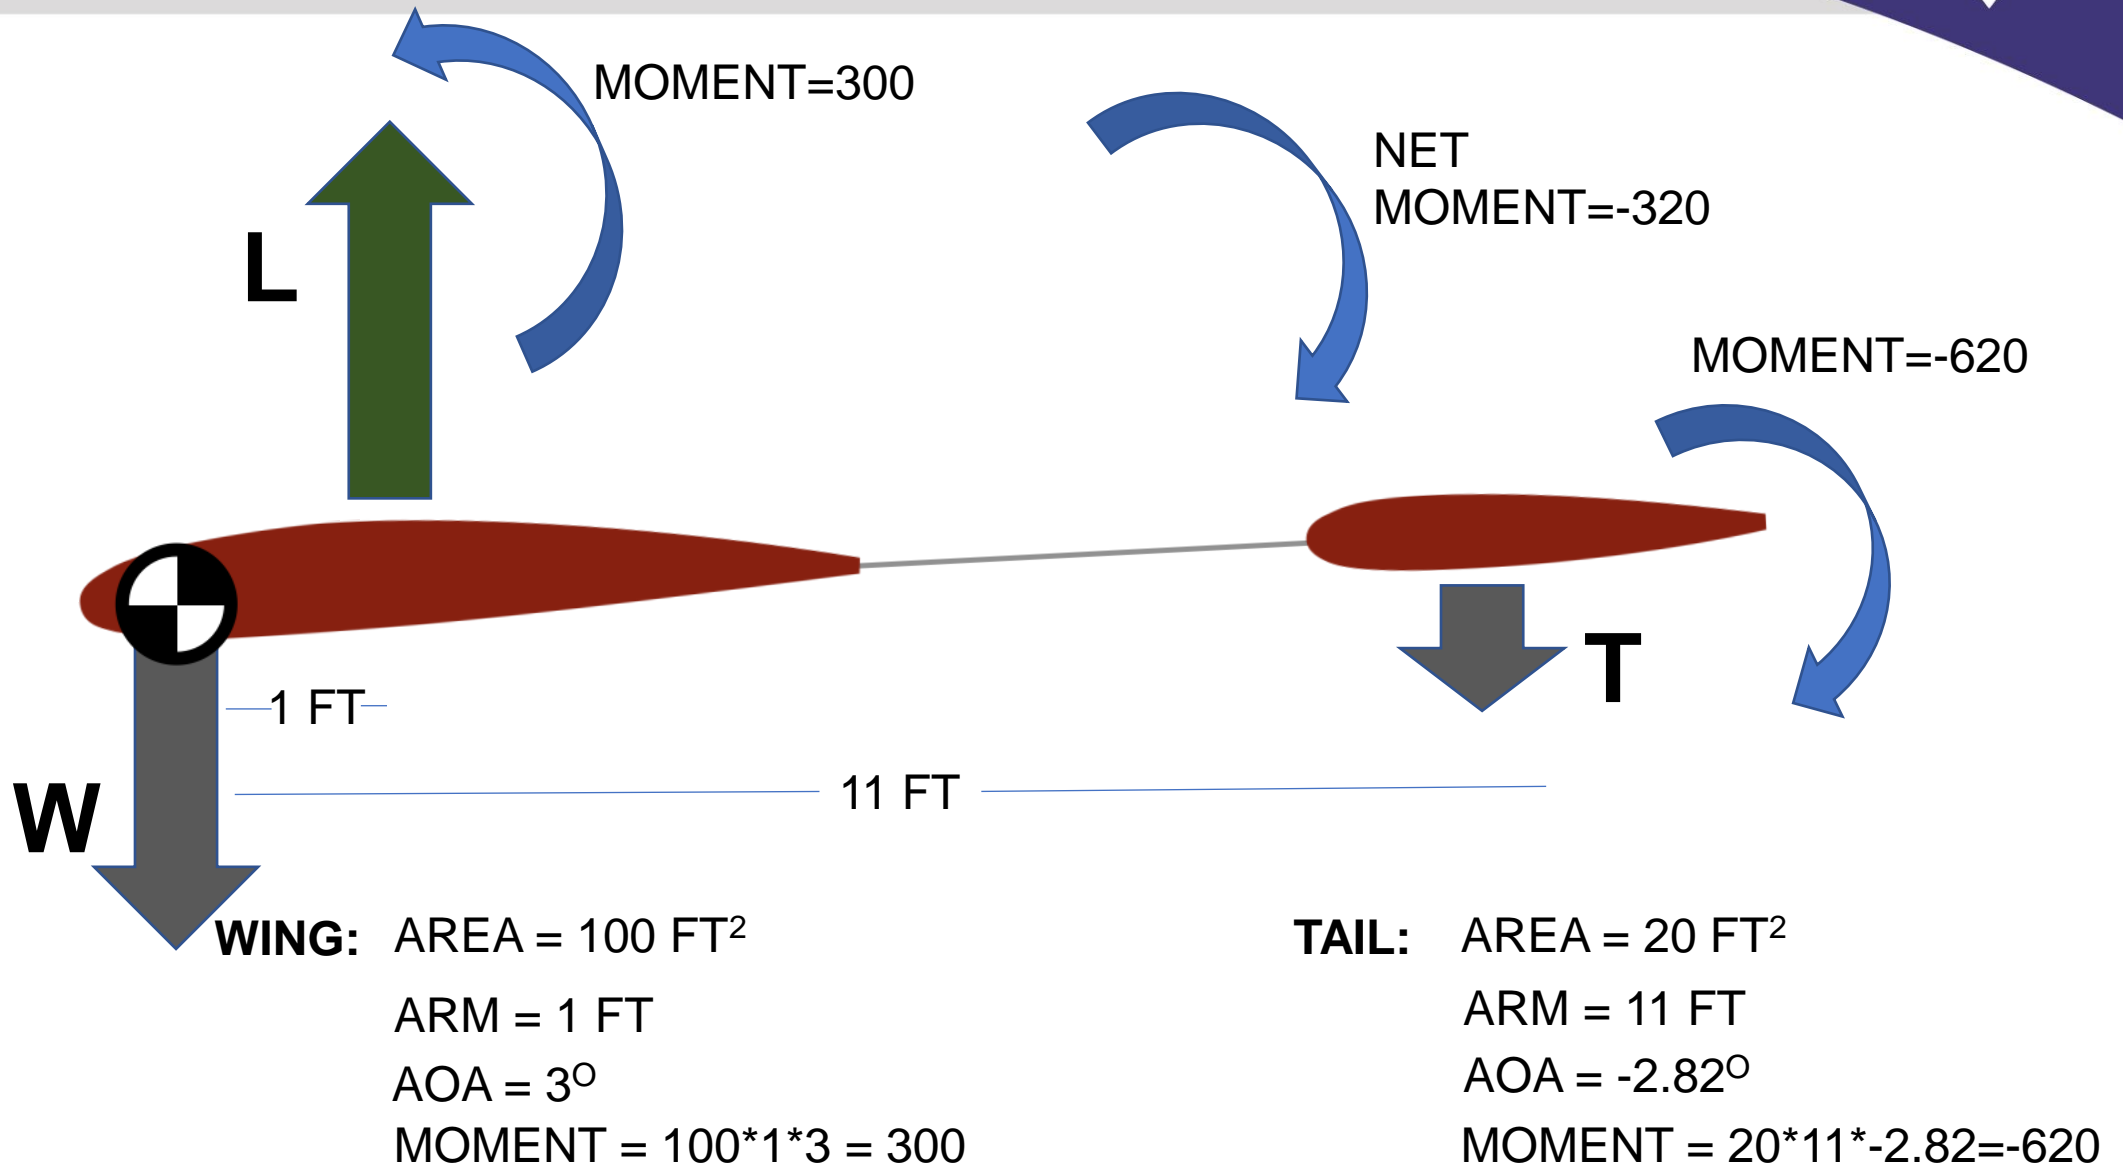 MOMENT=300
NET
MOMENT=-320
L
MOMENT=-620
T
1 FT
11 FT
W
WING: AREA = 100 FT²
ARM = 1 FT
AOA = 3ᴼ
MOMENT = 100*1*3 = 300
TAIL: AREA = 20 FT²
ARM = 11 FT
AOA = -2.82ᴼ
MOMENT = 20*11*-2.82=-620